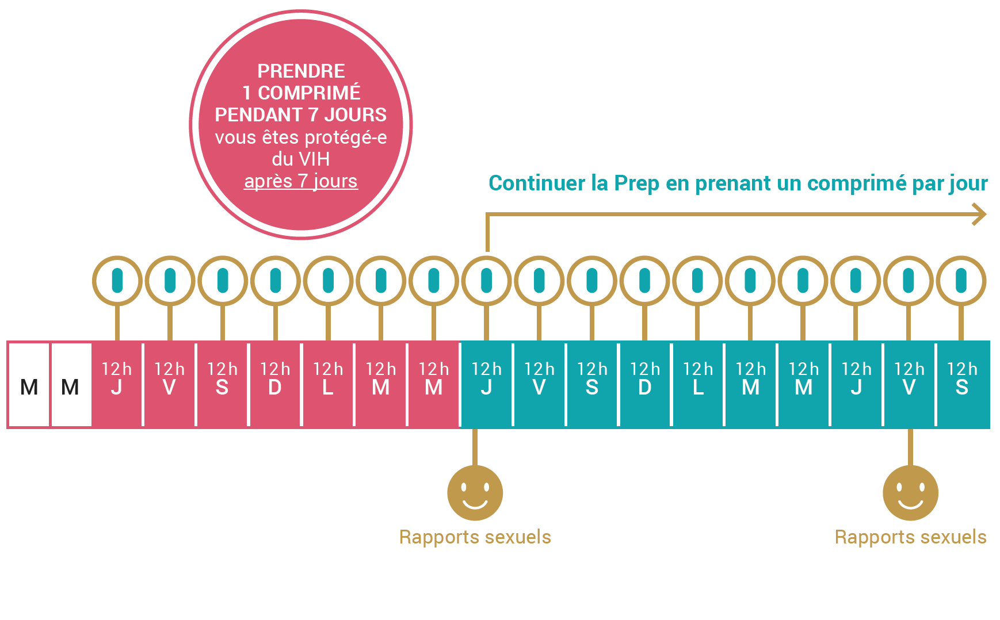 PRENDRE
1 COMPRIMÉ
PENDANT 7 JOURS
vous êtes protégé-e
du VIH
après 7 jours
Continuer la Prep en prenant un comprimé par jour
12h 12h 12h 12h 12h 12h 12h 12h 12h 12h 12h 12h 12h 12h 12h 12h 12h
M M J V S D L M M J V S D L M M J V S
Rapports sexuels Rapports sexuels